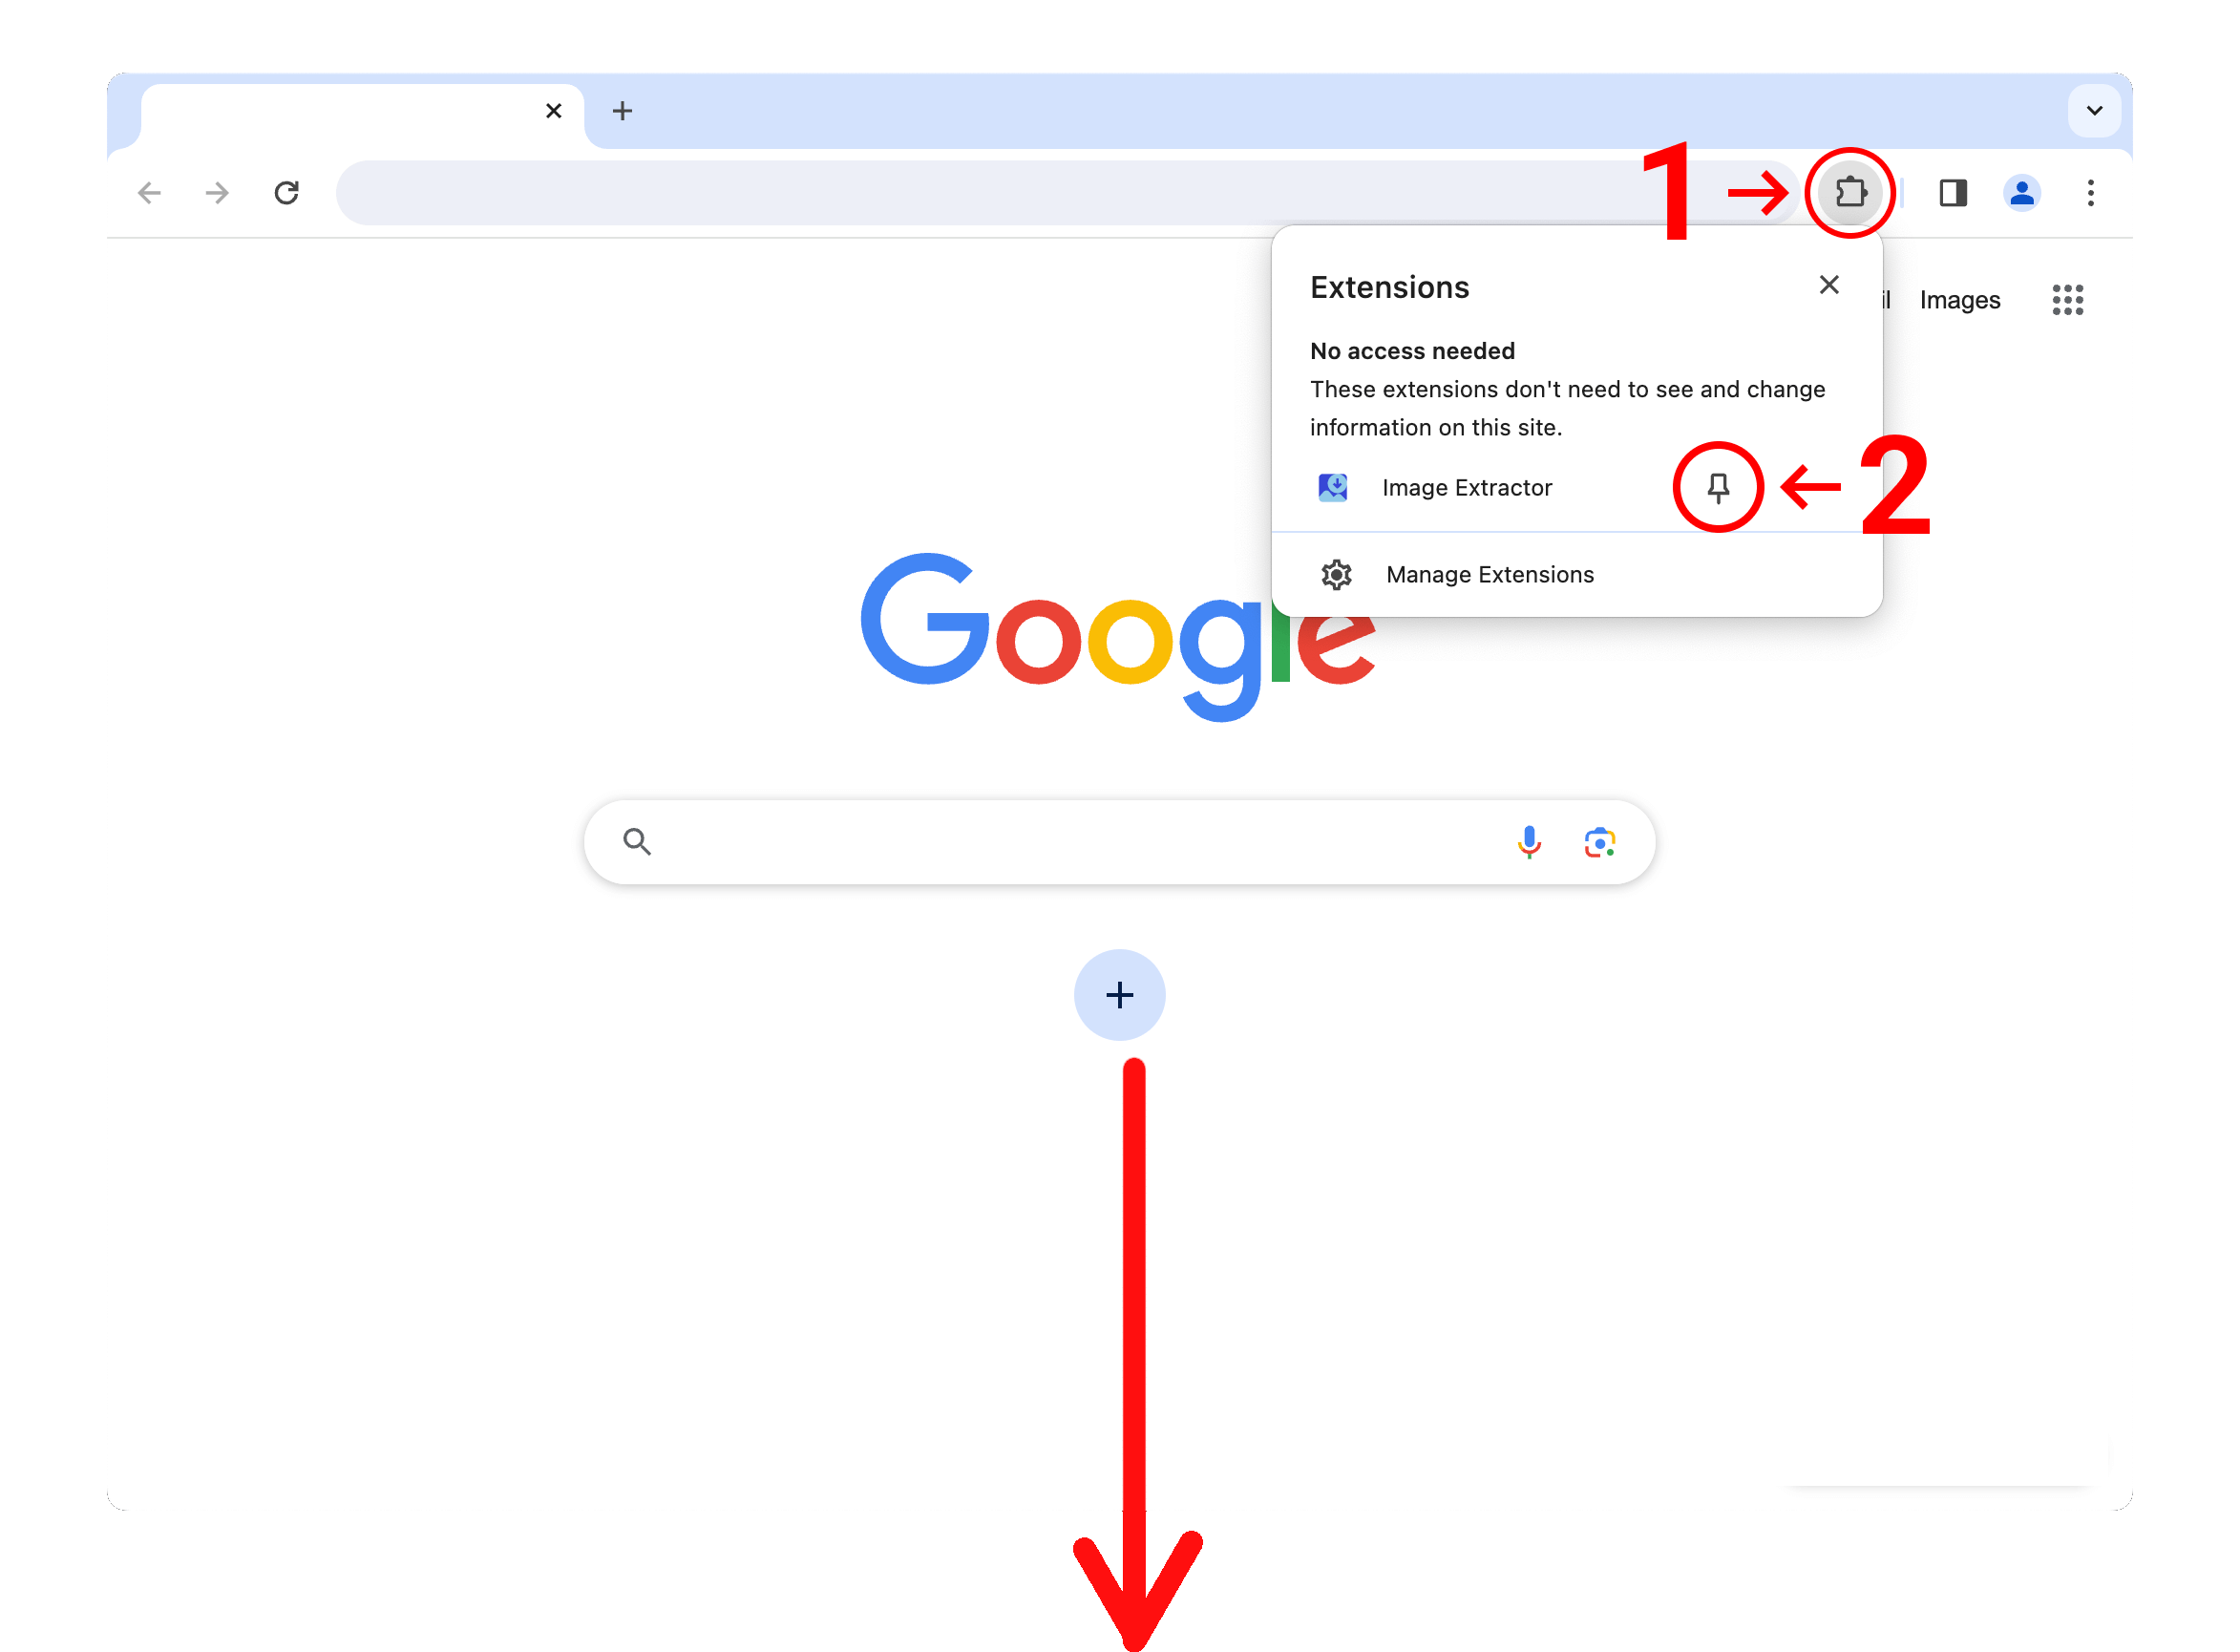 1
Extensions
Images
No access needed
These extensions don't need to see and change
information on this site.
Image Extractor
2
Manage Extensions
Google